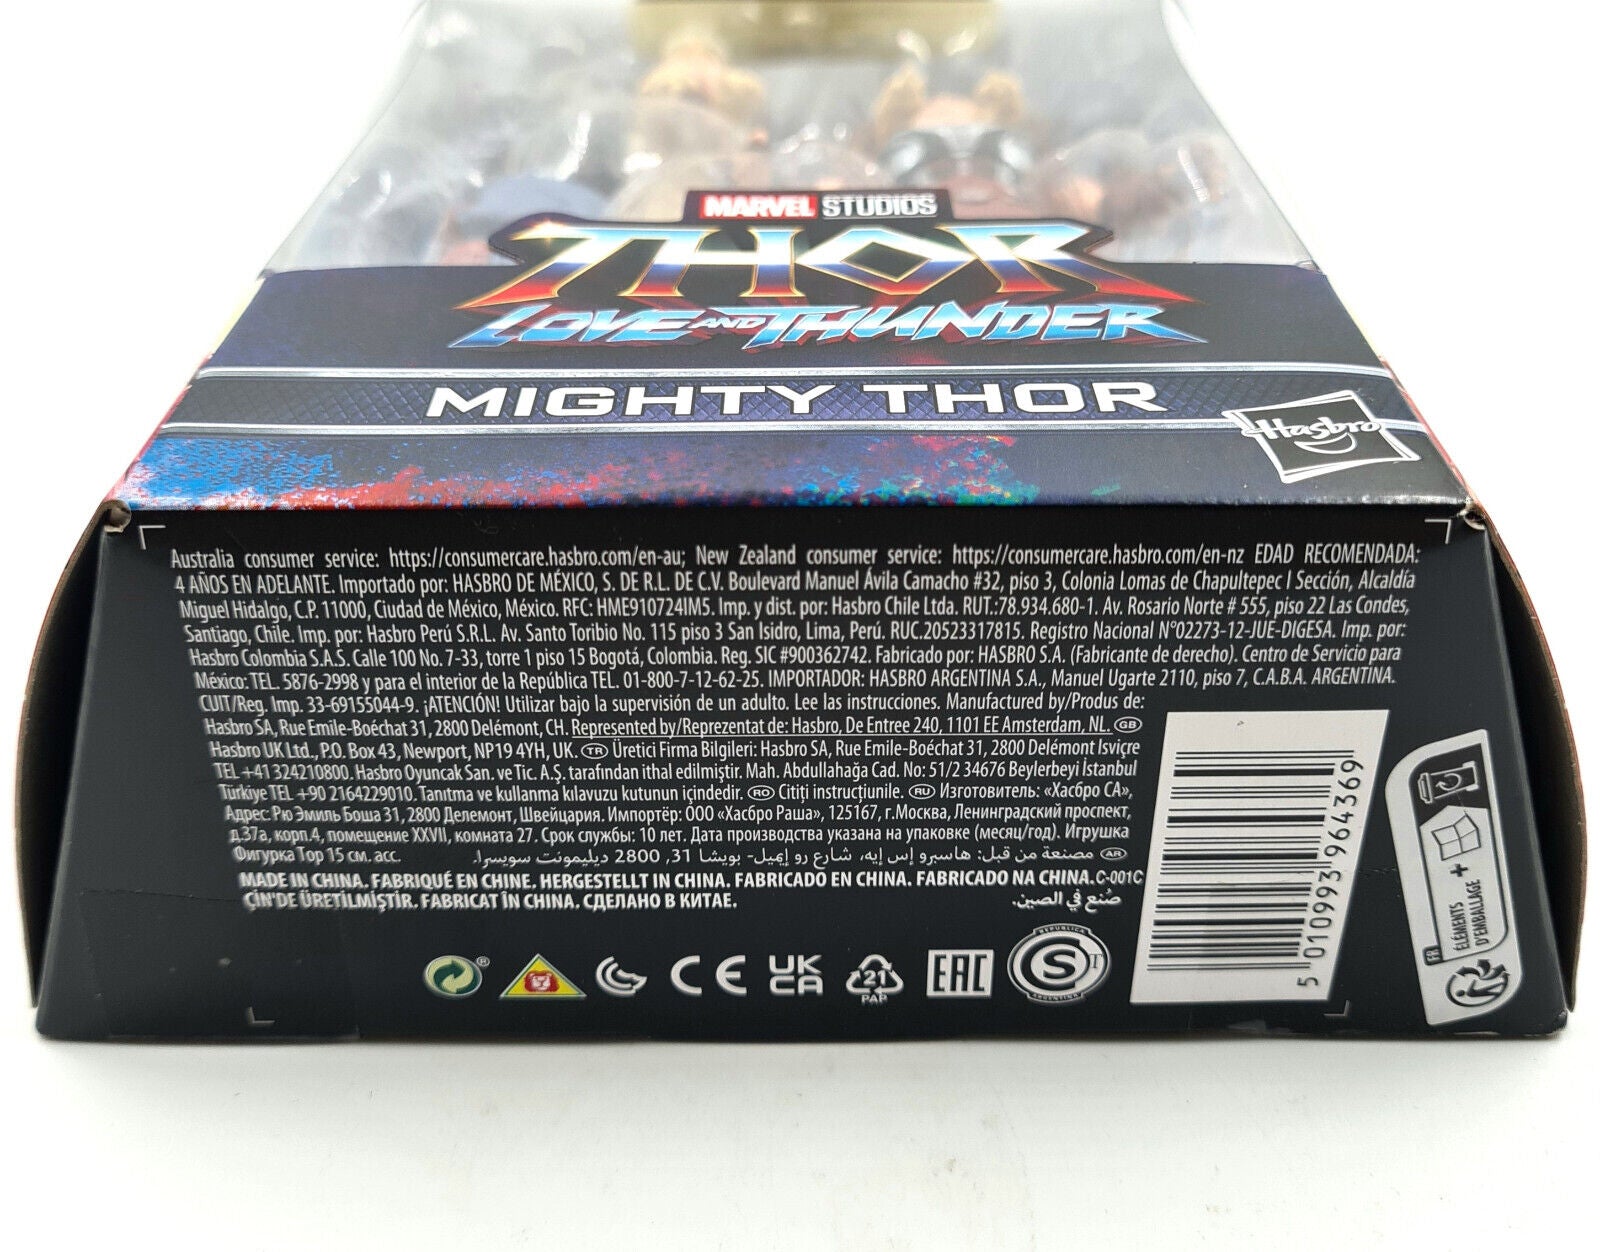 MARVEL STUDIOS
THOR
LOVE AND THUNDER
MIGHTY THOR
Hasbro
Australia consumer service: https://consumercare.hasbro.com/en-au; New Zealand consumer service: https://consumercare.hasbro.com/en-nz EDAD RECOMENDADA:
4 AÑOS EN ADELANTE. Importado por: HASBRO DE MÉXICO, S. DE R.L. DE C.V. Boulevard Manuel Ávila Camacho #32, piso 3, Colonia Lomas de Chapultepec I Sección, Alcaldía
Miguel Hidalgo, C.P. 11000, Ciudad de México, México. RFC: HME910724IM5. Imp. y dist. por: Hasbro Chile Ltda. RUT.:78.934.680-1. Av. Rosario Norte # 555, piso 22 Las Condes,
Santiago, Chile. Imp. por: Hasbro Perú S.R.L. Av. Santo Toribio No. 115 piso 3 San Isidro, Lima, Perú. RUC.20523317815. Registro Nacional N°02273-12-JUE-DIGESA. Imp. por:
Hasbro Colombia S.A.S. Calle 100 No. 7-33, torre 1 piso 15 Bogotá, Colombia. Reg. SIC #900362742. Fabricado por: HASBRO S.A. (Fabricante de derecho). Centro de Servicio para
México: TEL. 5876-2998 y para el interior de la República TEL. 01-800-7-12-62-25. IMPORTADOR: HASBRO ARGENTINA S.A., Manuel Ugarte 2110, piso 7, C.A.B.A. ARGENTINA.
CUIT/Reg. Imp. 33-69155044-9. ¡ATENCIÓN! Utilizar bajo la supervisión de un adulto. Lee las instrucciones. Manufactured by/Produs de:
Hasbro SA, Rue Emile-Boéchat 31, 2800 Delémont, CH. Represented by/Reprezentat de: Hasbro, De Entree 240, 1101 EE Amsterdam, NL. GB
Hasbro UK Ltd., P.O. Box 43, Newport, NP19 4YH, UK. TR Üretici Firma Bilgileri: Hasbro SA, Rue Emile-Boéchat 31, 2800 Delémont İsviçre
TEL +41324210800. Hasbro Oyuncak San. ve Tic. A.Ş. tarafından ithal edilmiştir. Mah. Abdullahağa Cad. No: 51/2 34676 Beylerbeyi İstanbul
Türkiye TEL +90 2164229010. Tanıtma ve kullanma kılavuzu kutunun içindedir. RO Citiți instrucțiunile. RU Изготовитель: «Хасбро СА»,
Адрес: Рю Эмиль Боша 31, 2800 Делемонт, Швейцария. Импортёр: ООО «Хасбро Раша», 125167, г.Москва, Ленинградский проспект,
д.37а, корп.4, помещение XXVII, комната 27. Срок службы: 10 лет. Дата производства указана на упаковке (месяц/год). Игрушка
Фигурка Тор 15 см. асс.
AR مصنعة من قبل: هاسبرو إس إيه، شارع رو إيميل- بويشا 31, 2800 ديليمونت سويسرا.
MADE IN CHINA. FABRIQUÉ EN CHINE. HERGESTELLT IN CHINA. FABRICADO EN CHINA. FABRICADO NA CHINA. C-001C
ÇİN'DE ÜRETİLMİŞTİR. FABRICAT ÎN CHINA. СДЕЛАНО В КИТАЕ.
صُنع في الصين.
CE UK CA 21 PAP EAC
REPUBLICA S T ARGENTINA
5 010993 964369
FR
ÉLÉMENTS
D'EMBALLAGE
+